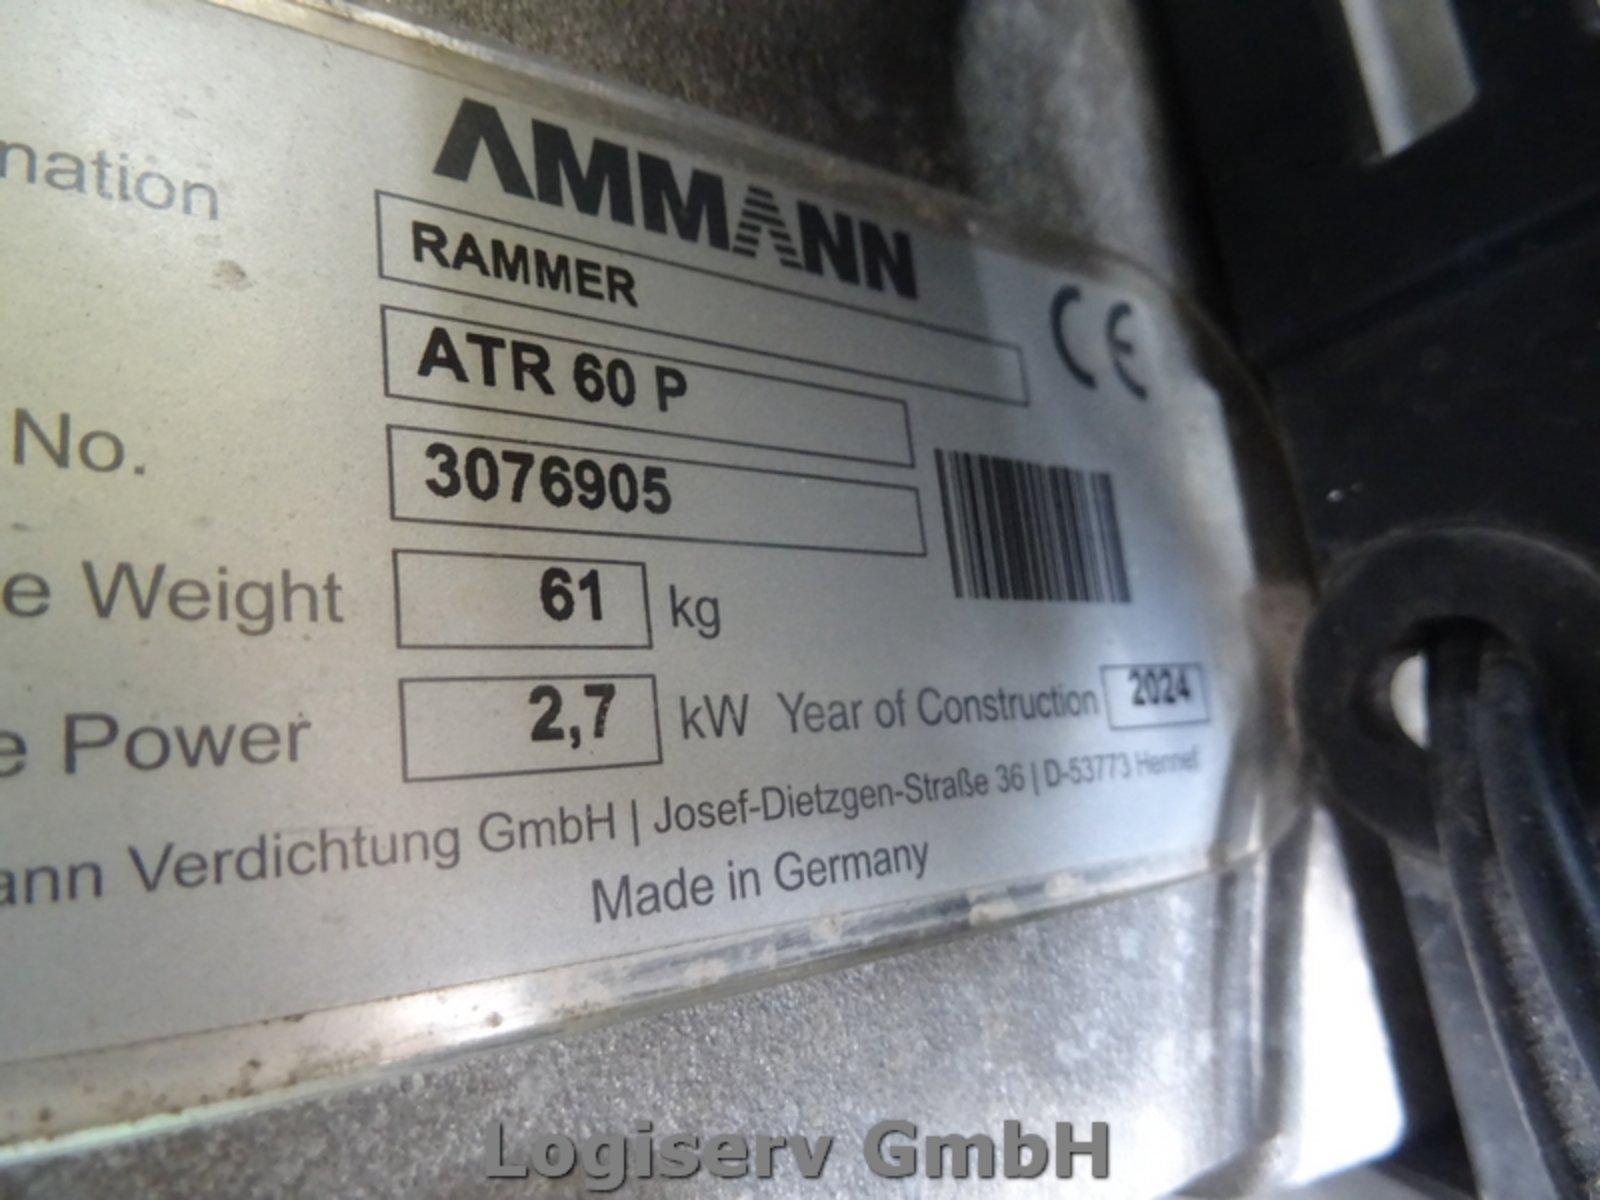 AMMANN
nation
RAMMER
CE
ATR 60 P
No.
3076905
e Weight 61 kg
e Power 2,7 kW Year of Construction 2024
ann Verdichtung GmbH | Josef-Dietzgen-Straße 36 | D-53773 Hennef
Made in Germany
Logiserv GmbH